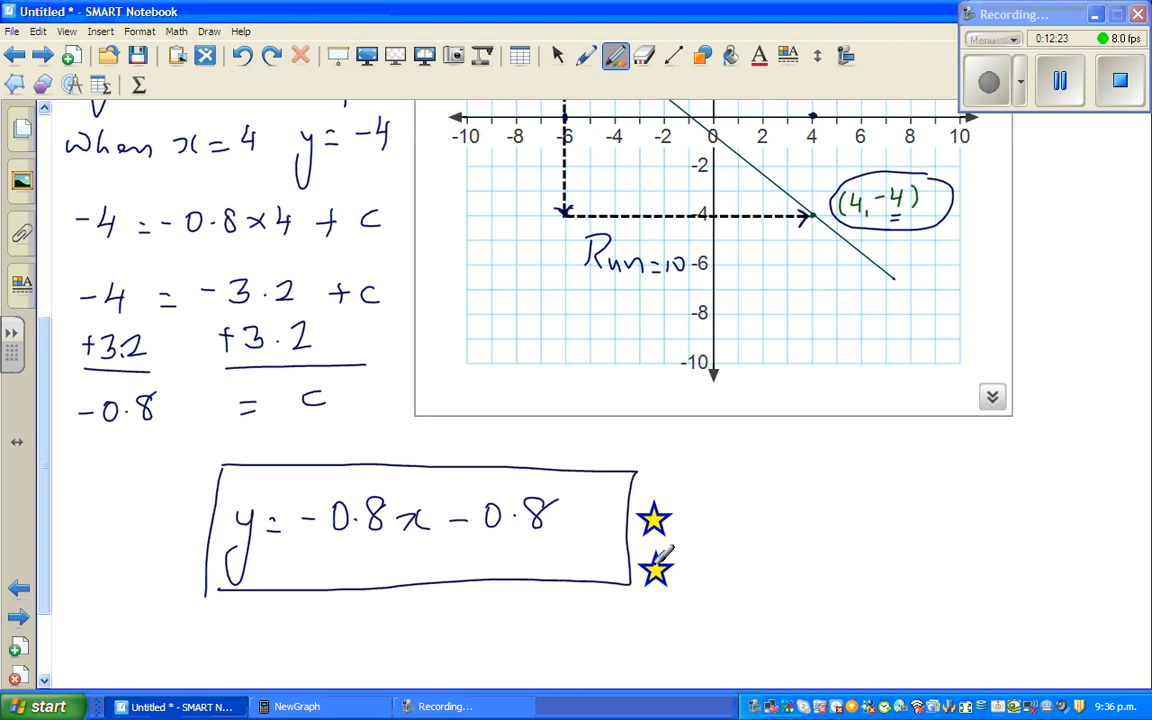 Untitled * - SMART Notebook
Recording...
File Edit View Insert Format Math Draw Help
Menu
0:12:23
8.0 fps
when x = 4 y = -4
-4 = -0.8 × 4 + c
-4 = -3.2 + c
+3.2 +3.2
-0.8 = c
-10 -8 -6 -4 -2 0 2 4 6 8 10
-2
-4
-6
-8
-10
(4, -4)
Run = 10
y = -0.8x - 0.8
start
Untitled * - SMART N...
NewGraph
Recording...
9:36 p.m.